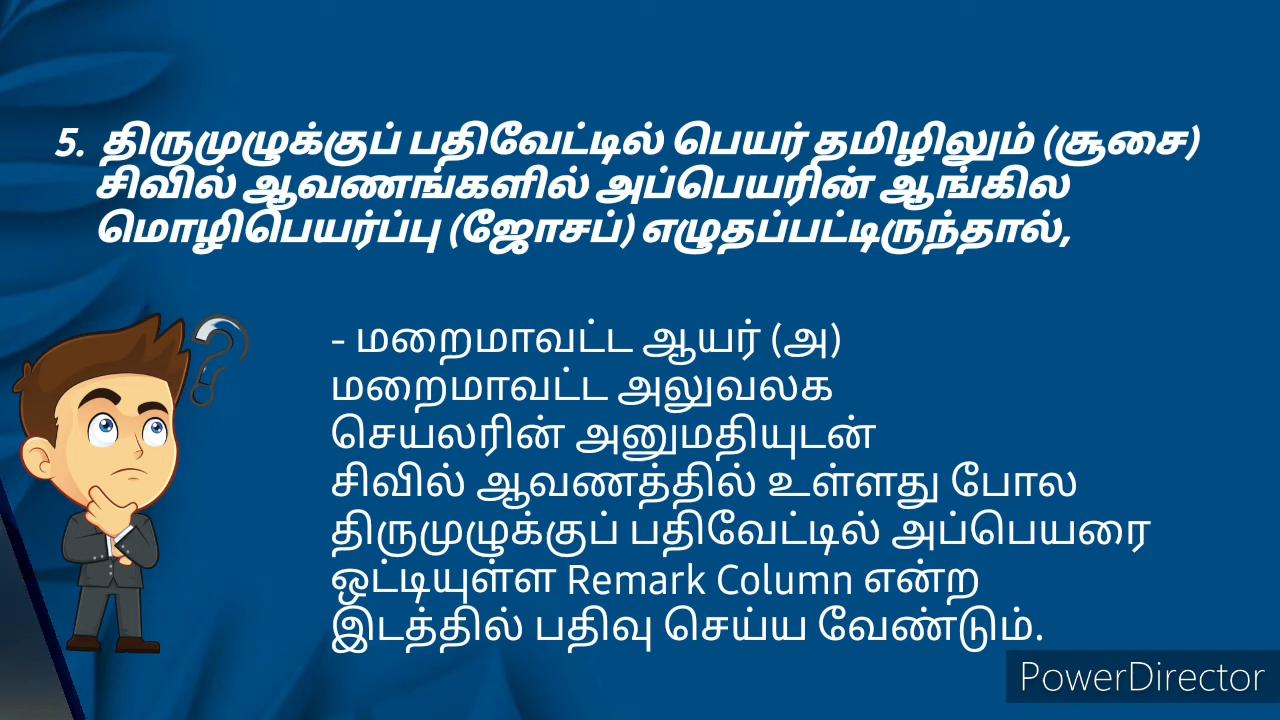 5. திருமுழுக்குப் பதிவேட்டில் பெயர் தமிழிலும் (சூசை)
சிவில் ஆவணங்களில் அப்பெயரின் ஆங்கில
மொழிபெயர்ப்பு (ஜோசப்) எழுதப்பட்டிருந்தால்,
- மறைமாவட்ட ஆயர் (அ)
மறைமாவட்ட அலுவலக
செயலரின் அனுமதியுடன்
சிவில் ஆவணத்தில் உள்ளது போல
திருமுழுக்குப் பதிவேட்டில் அப்பெயரை
ஒட்டியுள்ள Remark Column என்ற
இடத்தில் பதிவு செய்ய வேண்டும்.
PowerDirector